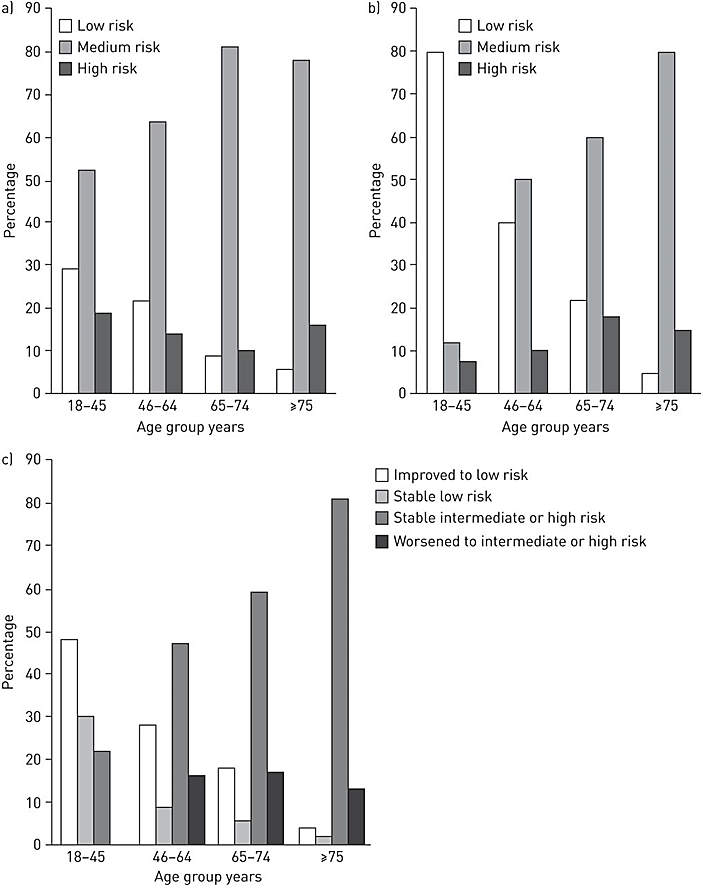 a)
90
80
70
60
50
40
30
20
10
0
Percentage
Low risk
Medium risk
High risk
18–45
46–64
65–74
≥75
Age group years
b)
90
80
70
60
50
40
30
20
10
0
Percentage
Low risk
Medium risk
High risk
18–45
46–64
65–74
≥75
Age group years
c)
90
80
70
60
50
40
30
20
10
0
Percentage
Improved to low risk
Stable low risk
Stable intermediate or high risk
Worsened to intermediate or high risk
18–45
46–64
65–74
≥75
Age group years